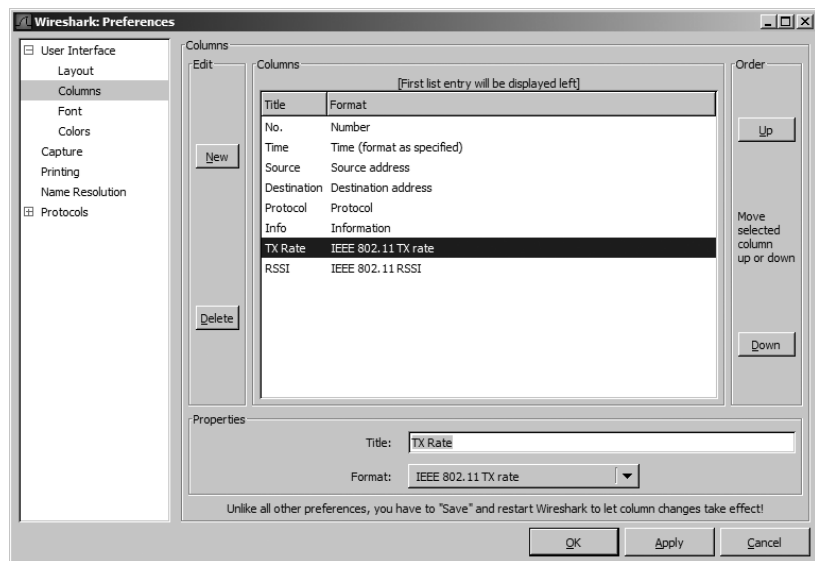 Wireshark: Preferences
User Interface
Layout
Columns
Font
Colors
Capture
Printing
Name Resolution
Protocols
Columns
Edit
New
Delete
Columns
[First list entry will be displayed left]
Title Format
No. Number
Time Time (format as specified)
Source Source address
Destination Destination address
Protocol Protocol
Info Information
TX Rate IEEE 802.11 TX rate
RSSI IEEE 802.11 RSSI
Order
Up
Move
selected
column
up or down
Down
Properties
Title: TX Rate
Format: IEEE 802.11 TX rate
Unlike all other preferences, you have to "Save" and restart Wireshark to let column changes take effect!
OK Apply Cancel